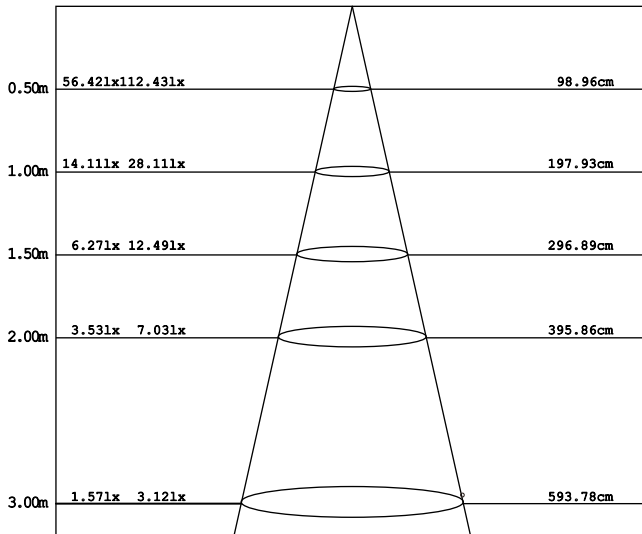 56.42lx112.43lx 98.96cm
0.50m
14.11lx 28.11lx 197.93cm
1.00m
6.27lx 12.49lx 296.89cm
1.50m
3.53lx 7.03lx 395.86cm
2.00m
1.57lx 3.12lx 593.78cm
3.00m